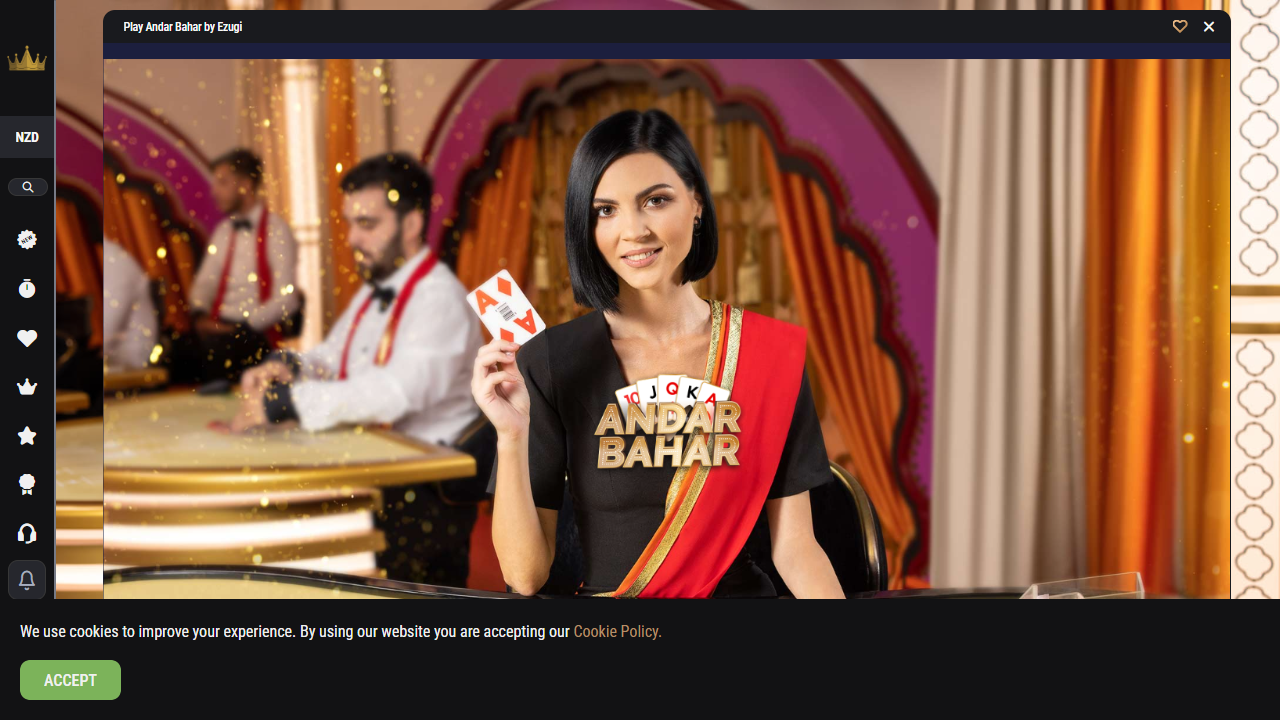 Play Andar Bahar by Ezugi
NZD
NEW
A
A
10 J Q K A
ANDAR
BAHAR
We use cookies to improve your experience. By using our website you are accepting our Cookie Policy.
ACCEPT